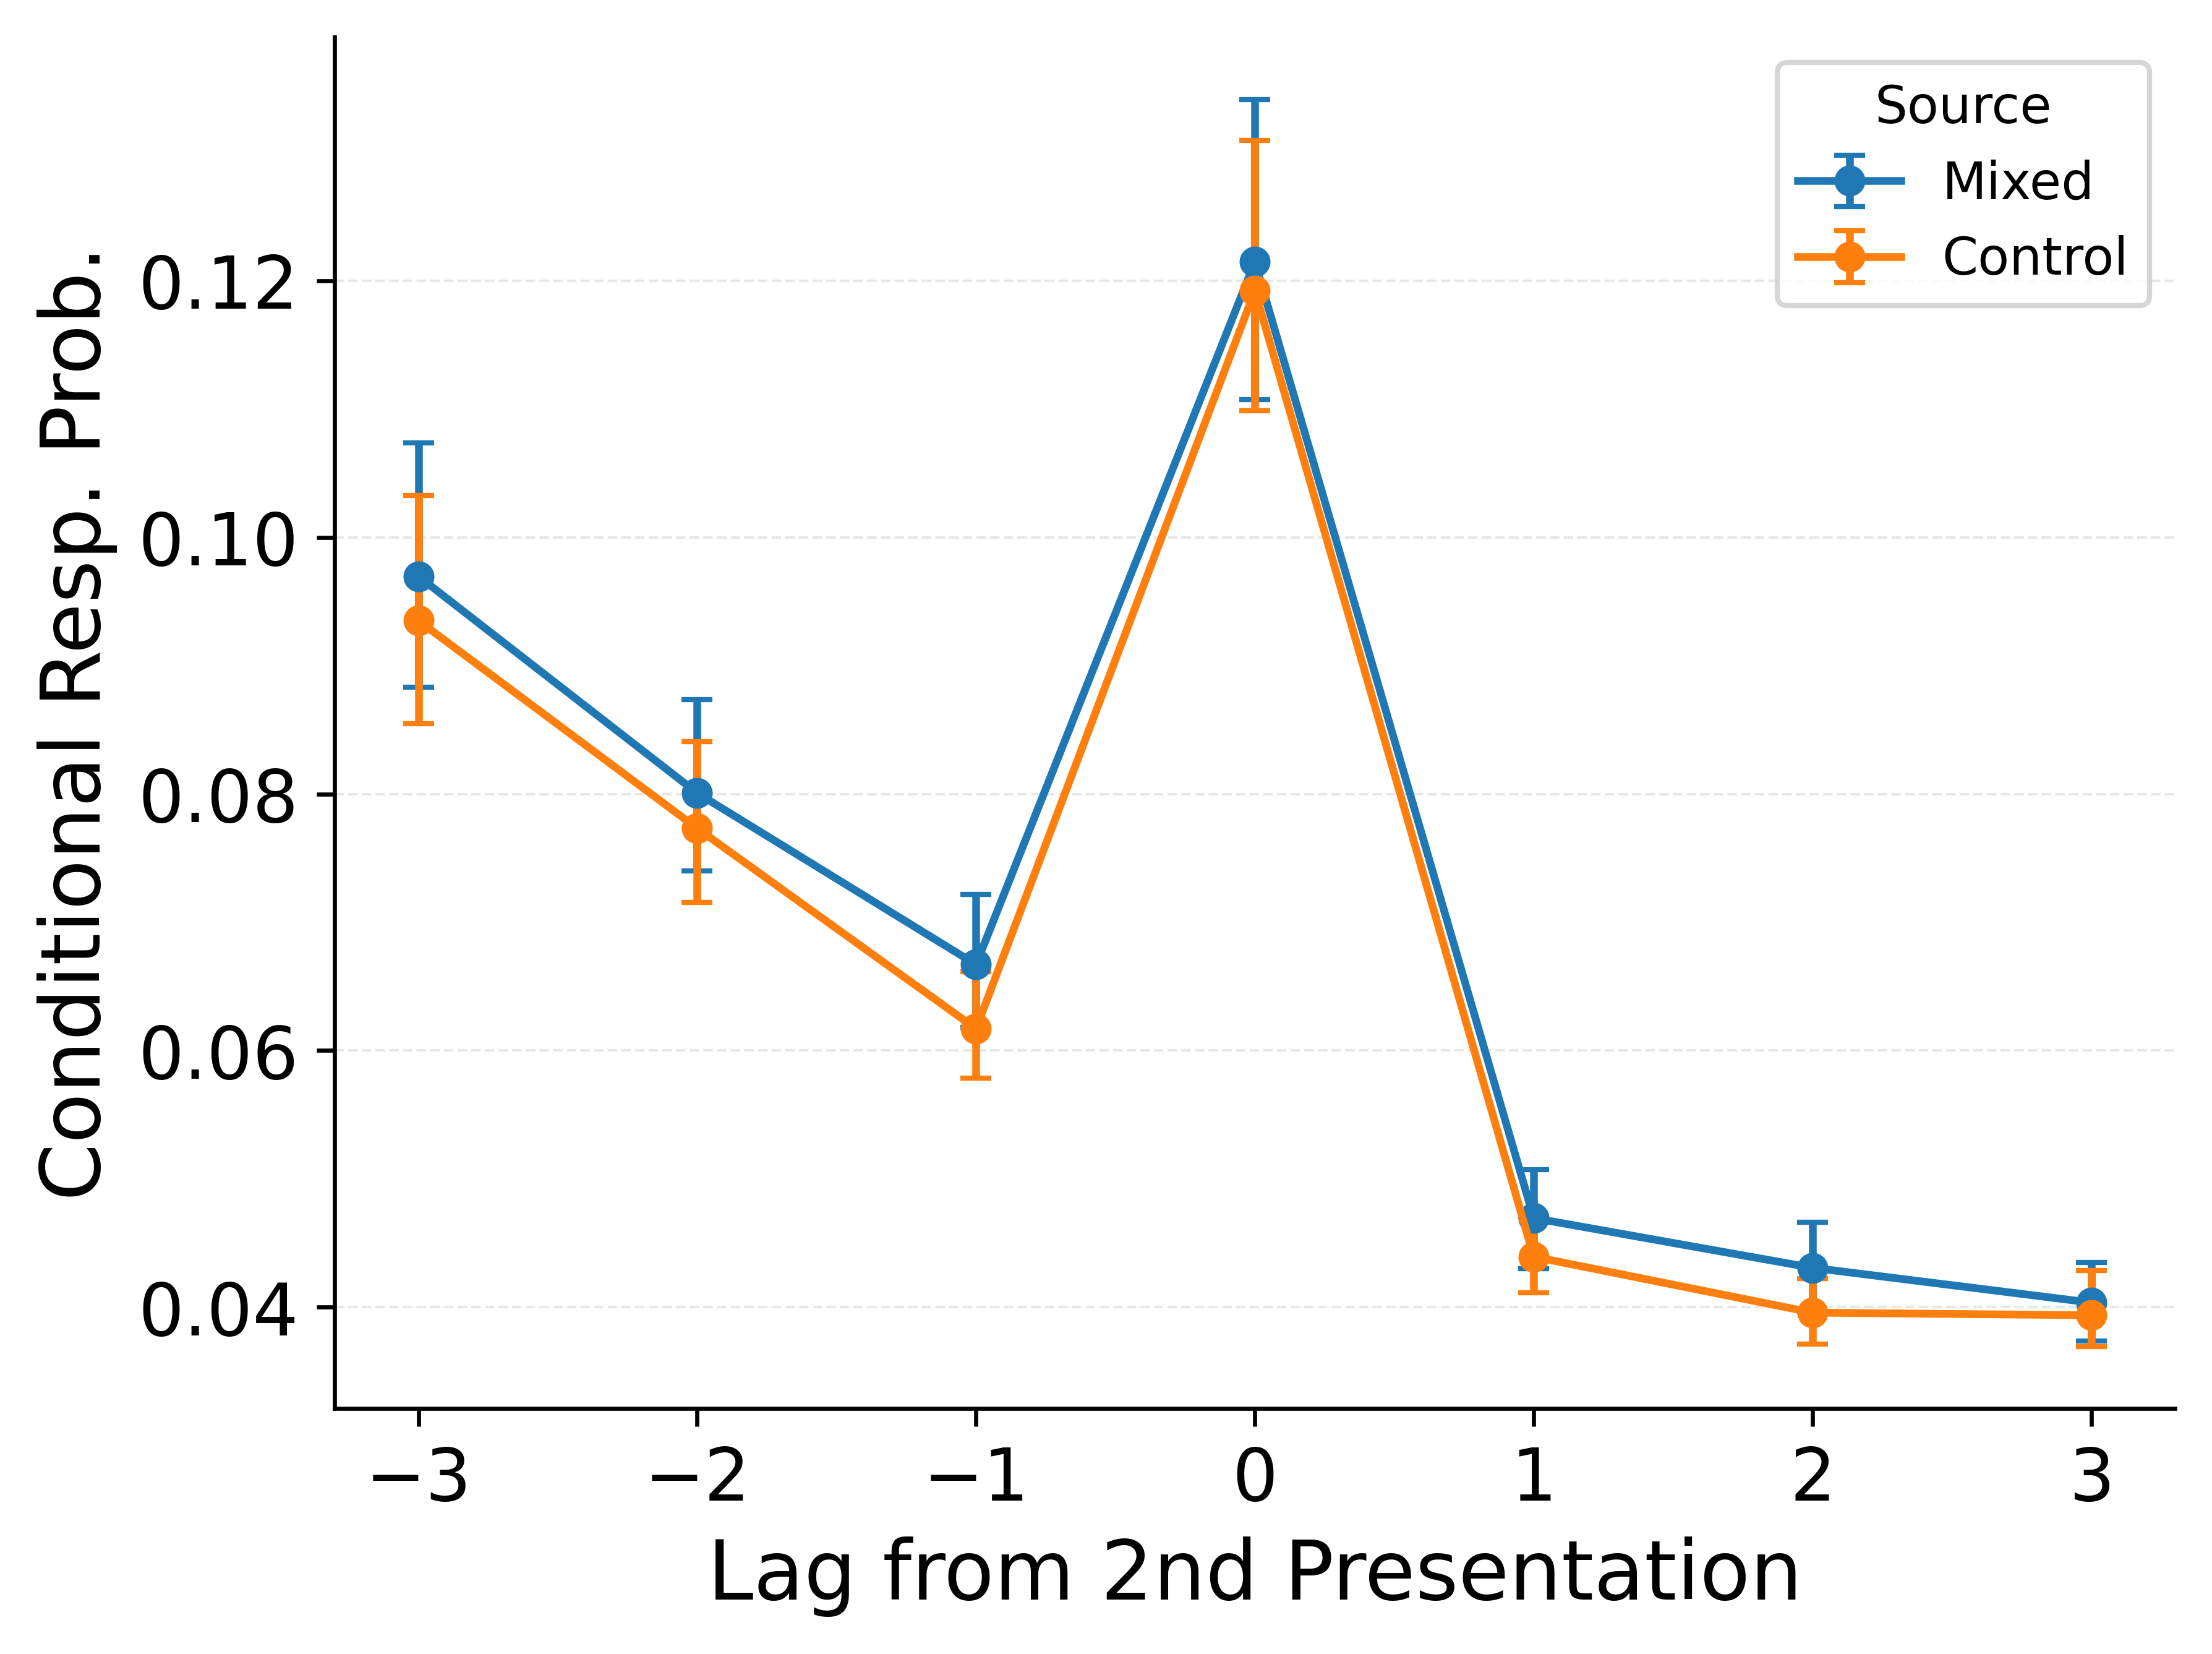 Source
Mixed
Control
Conditional Resp. Prob.
0.12
0.10
0.08
0.06
0.04
−3 −2 −1 0 1 2 3
Lag from 2nd Presentation